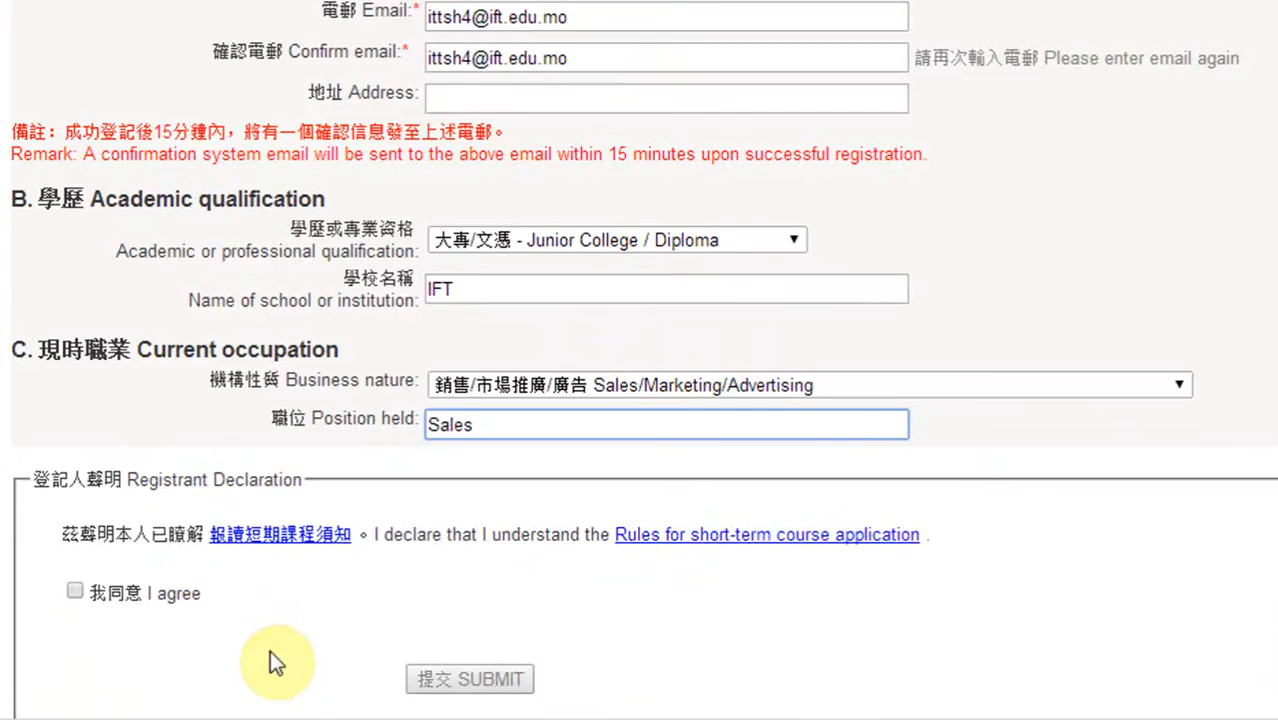 電郵 Email:* ittsh4@ift.edu.mo
確認電郵 Confirm email:* ittsh4@ift.edu.mo 請再次輸入電郵 Please enter email again
地址 Address:
備註：成功登記後15分鐘內，將有一個確認信息發至上述電郵。
Remark: A confirmation system email will be sent to the above email within 15 minutes upon successful registration.
B. 學歷 Academic qualification
學歷或專業資格
Academic or professional qualification: 大專/文憑 - Junior College / Diploma
學校名稱
Name of school or institution: IFT
C. 現時職業 Current occupation
機構性質 Business nature: 銷售/市場推廣/廣告 Sales/Marketing/Advertising
職位 Position held: Sales
登記人聲明 Registrant Declaration
茲聲明本人已瞭解 報讀短期課程須知 。I declare that I understand the Rules for short-term course application .
我同意 I agree
提交 SUBMIT